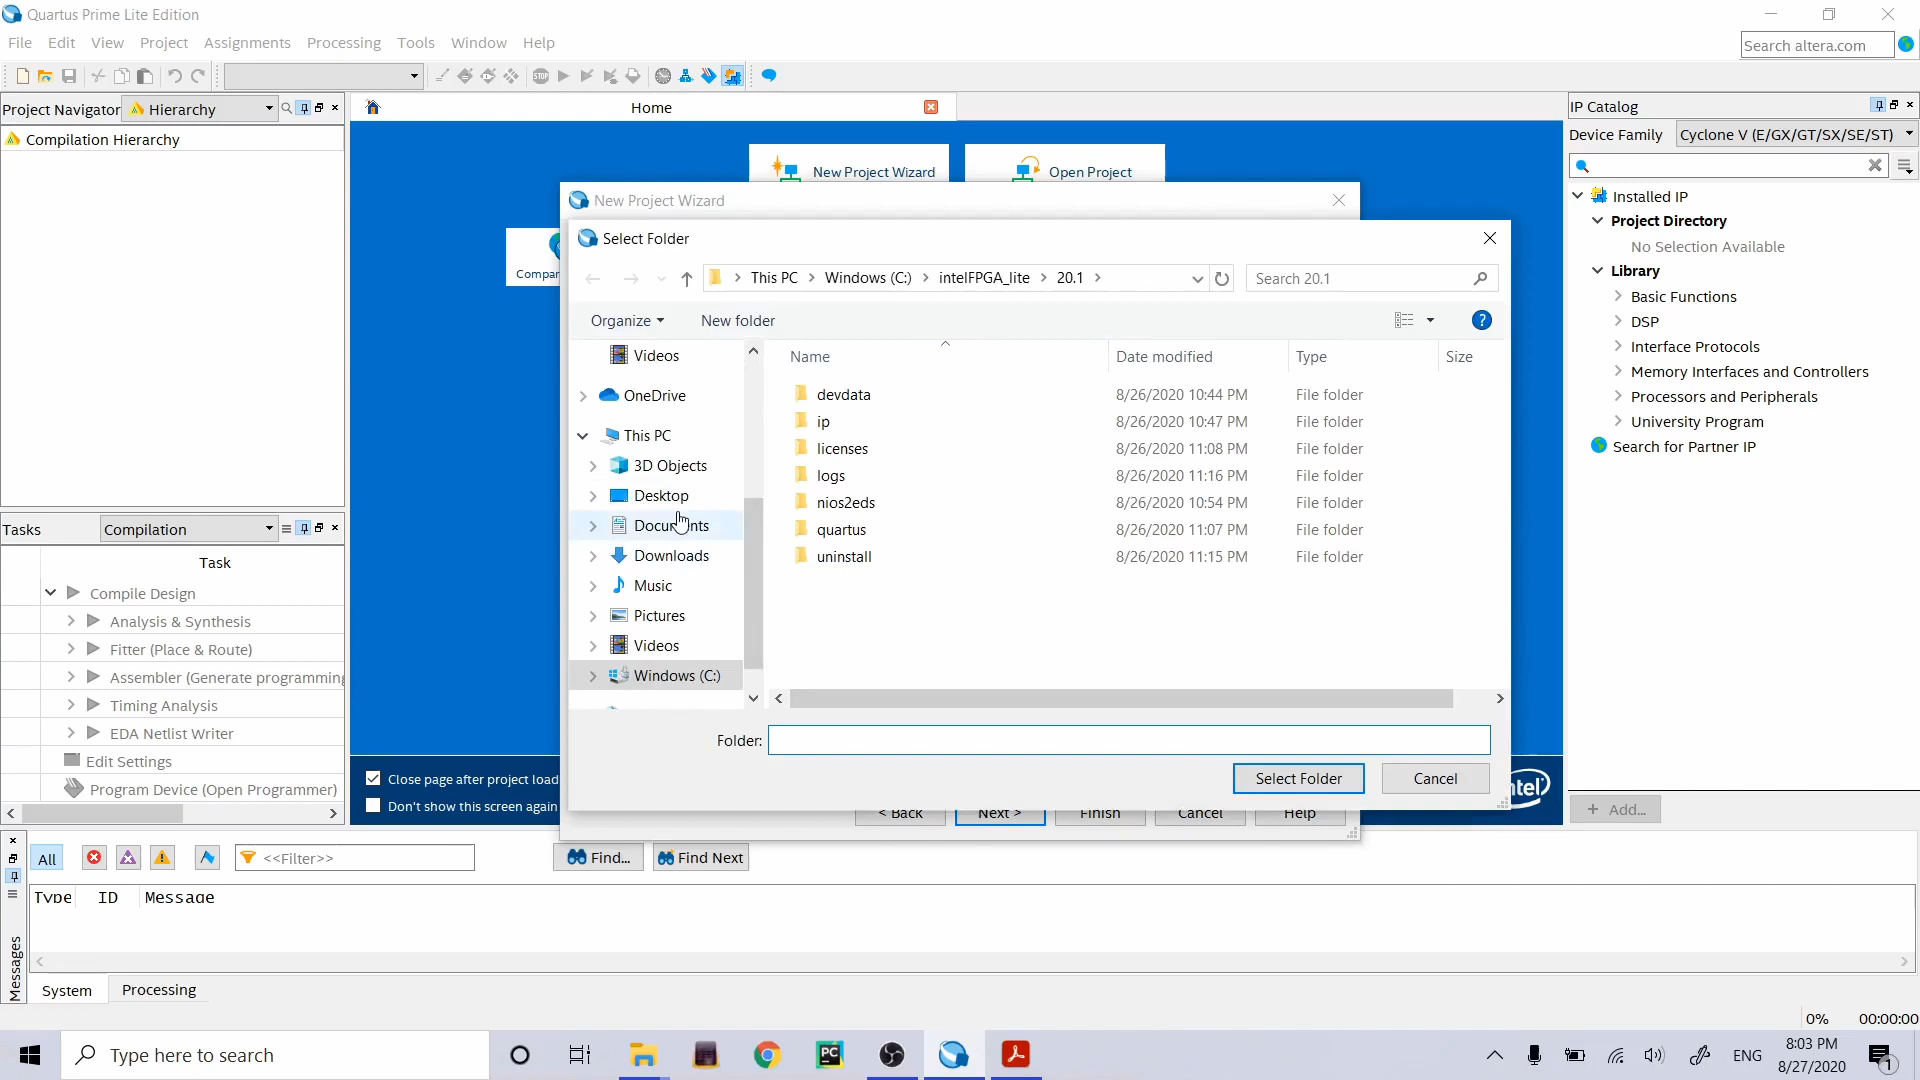 Quartus Prime Lite Edition
File Edit View Project Assignments Processing Tools Window Help
Search altera.com
Project Navigator Hierarchy
Compilation Hierarchy
Home
New Project Wizard
Open Project
Compar
New Project Wizard
Select Folder
This PC > Windows (C:) > intelFPGA_lite > 20.1 >
Search 20.1
Organize New folder
?
Videos
OneDrive
This PC
3D Objects
Desktop
Documents
Downloads
Music
Pictures
Videos
Windows (C:)
Name Date modified Type Size
devdata 8/26/2020 10:44 PM File folder
ip 8/26/2020 10:47 PM File folder
licenses 8/26/2020 11:08 PM File folder
logs 8/26/2020 11:16 PM File folder
nios2eds 8/26/2020 10:54 PM File folder
quartus 8/26/2020 11:07 PM File folder
uninstall 8/26/2020 11:15 PM File folder
Folder:
Select Folder Cancel
< Back Next > Finish Cancel Help
Close page after project load
Don't show this screen again
ntel
IP Catalog
Device Family Cyclone V (E/GX/GT/SX/SE/ST)
Installed IP
Project Directory
No Selection Available
Library
Basic Functions
DSP
Interface Protocols
Memory Interfaces and Controllers
Processors and Peripherals
University Program
Search for Partner IP
+ Add...
Tasks Compilation
Task
Compile Design
Analysis & Synthesis
Fitter (Place & Route)
Assembler (Generate programming
Timing Analysis
EDA Netlist Writer
Edit Settings
Program Device (Open Programmer)
All
<<Filter>>
Find... Find Next
Type ID Message
Messages
System Processing
0% 00:00:00
Type here to search
PC
ENG
8:03 PM
8/27/2020
1